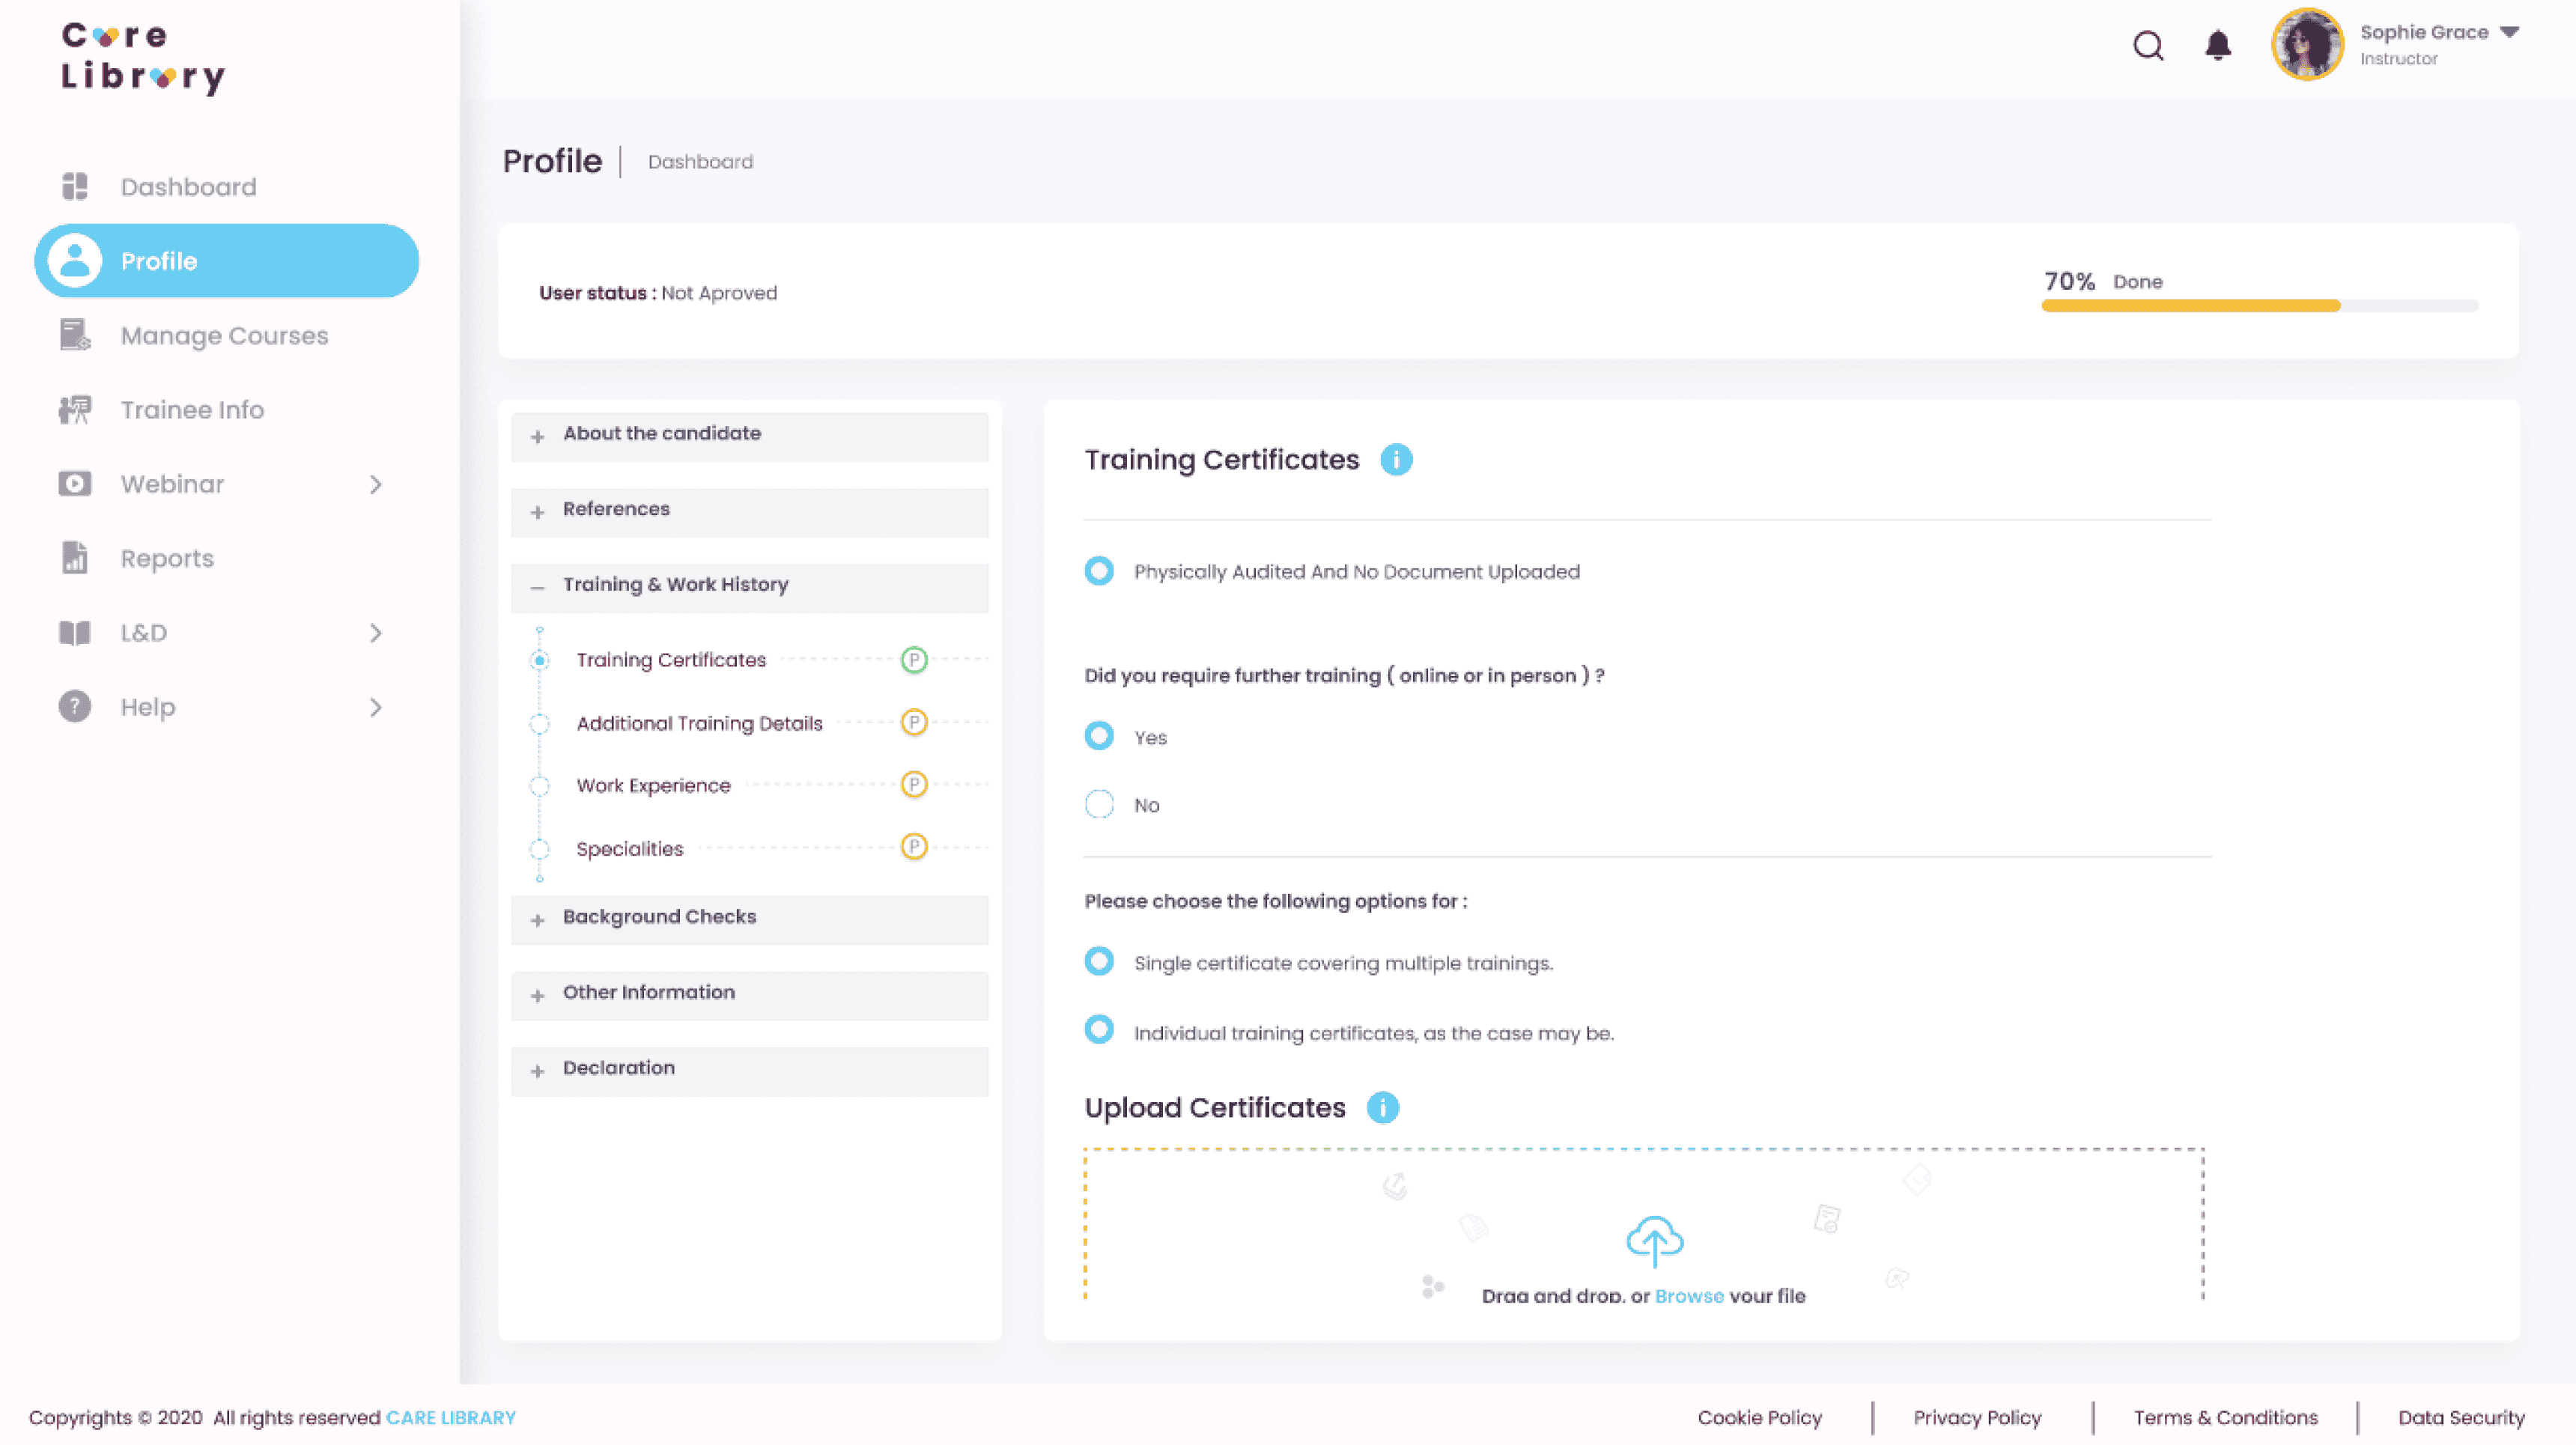 Care
Library
Sophie Grace
Instructor
Dashboard
Profile
Manage Courses
Trainee Info
Webinar
Reports
L&D
Help
Profile
Dashboard
User status : Not Aproved
70% Done
About the candidate
References
Training & Work History
Training Certificates P
Additional Training Details P
Work Experience P
Specialities P
Background Checks
Other Information
Declaration
Training Certificates i
Physically Audited And No Document Uploaded
Did you require further training ( online or in person ) ?
Yes
No
Please choose the following options for :
Single certificate covering multiple trainings.
Individual training certificates, as the case may be.
Upload Certificates i
Drag and drop, or Browse your file
Copyrights © 2020 All rights reserved CARE LIBRARY
Cookie Policy
Privacy Policy
Terms & Conditions
Data Security